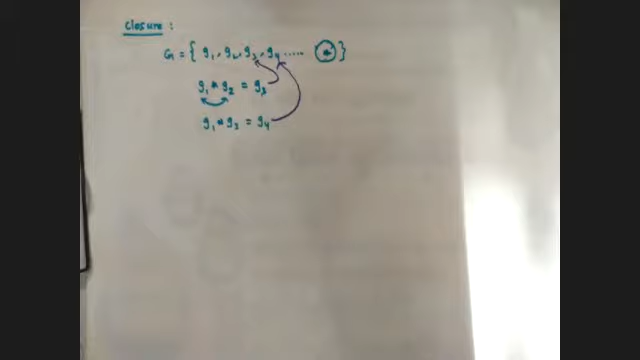 Closure :
G = { g₁, g₂, g₃, g₄ ..... * }
g₁ * g₂ = g₃
g₁ * g₃ = g₄